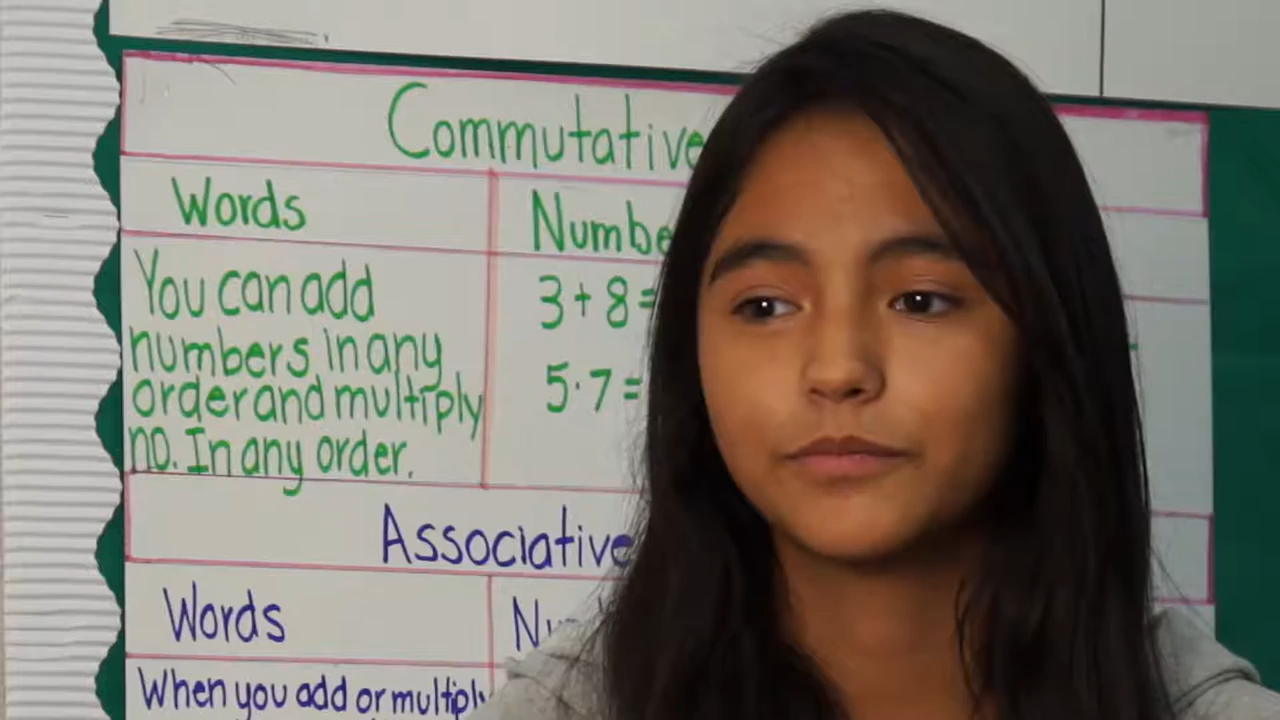 Commutative
Words
Numbe
You can add
numbers in any
order and multiply
no. In any order.
3 + 8 =
5 · 7 =
Associative
Words
When you add or multiply